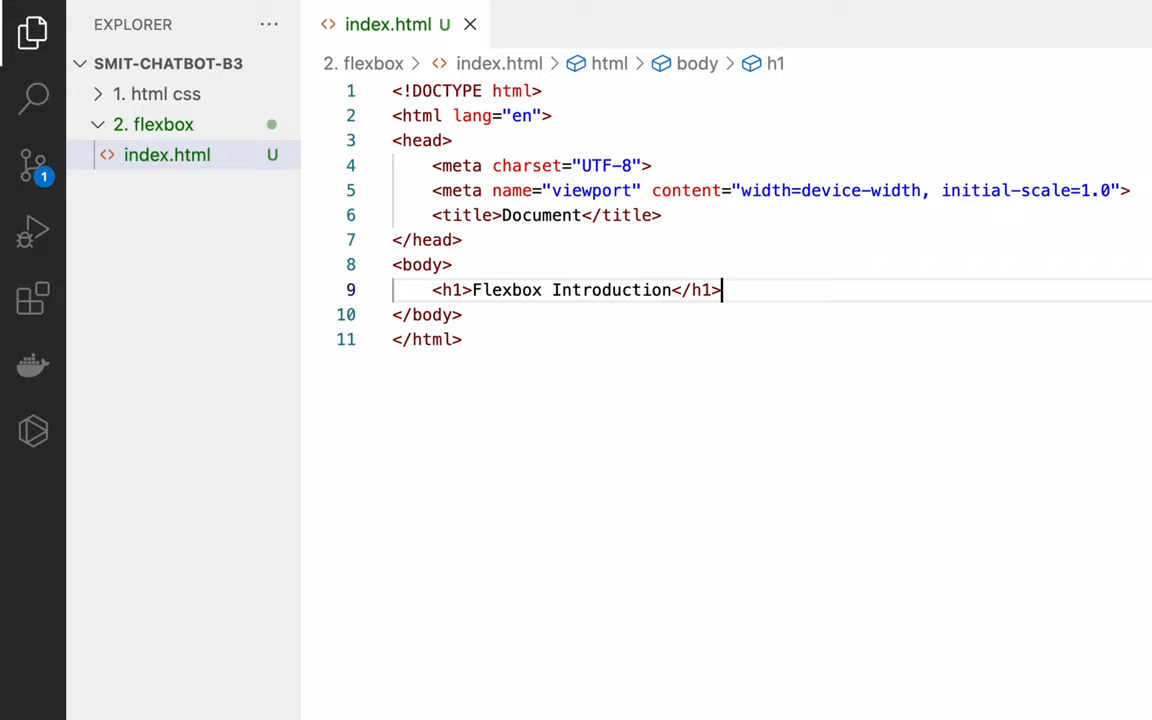 EXPLORER
SMIT-CHATBOT-B3
1. html css
2. flexbox
index.html U
1
index.html U
2. flexbox > index.html > html > body > h1
1 <!DOCTYPE html>
2 <html lang="en">
3 <head>
4 <meta charset="UTF-8">
5 <meta name="viewport" content="width=device-width, initial-scale=1.0">
6 <title>Document</title>
7 </head>
8 <body>
9 <h1>Flexbox Introduction</h1>
10 </body>
11 </html>